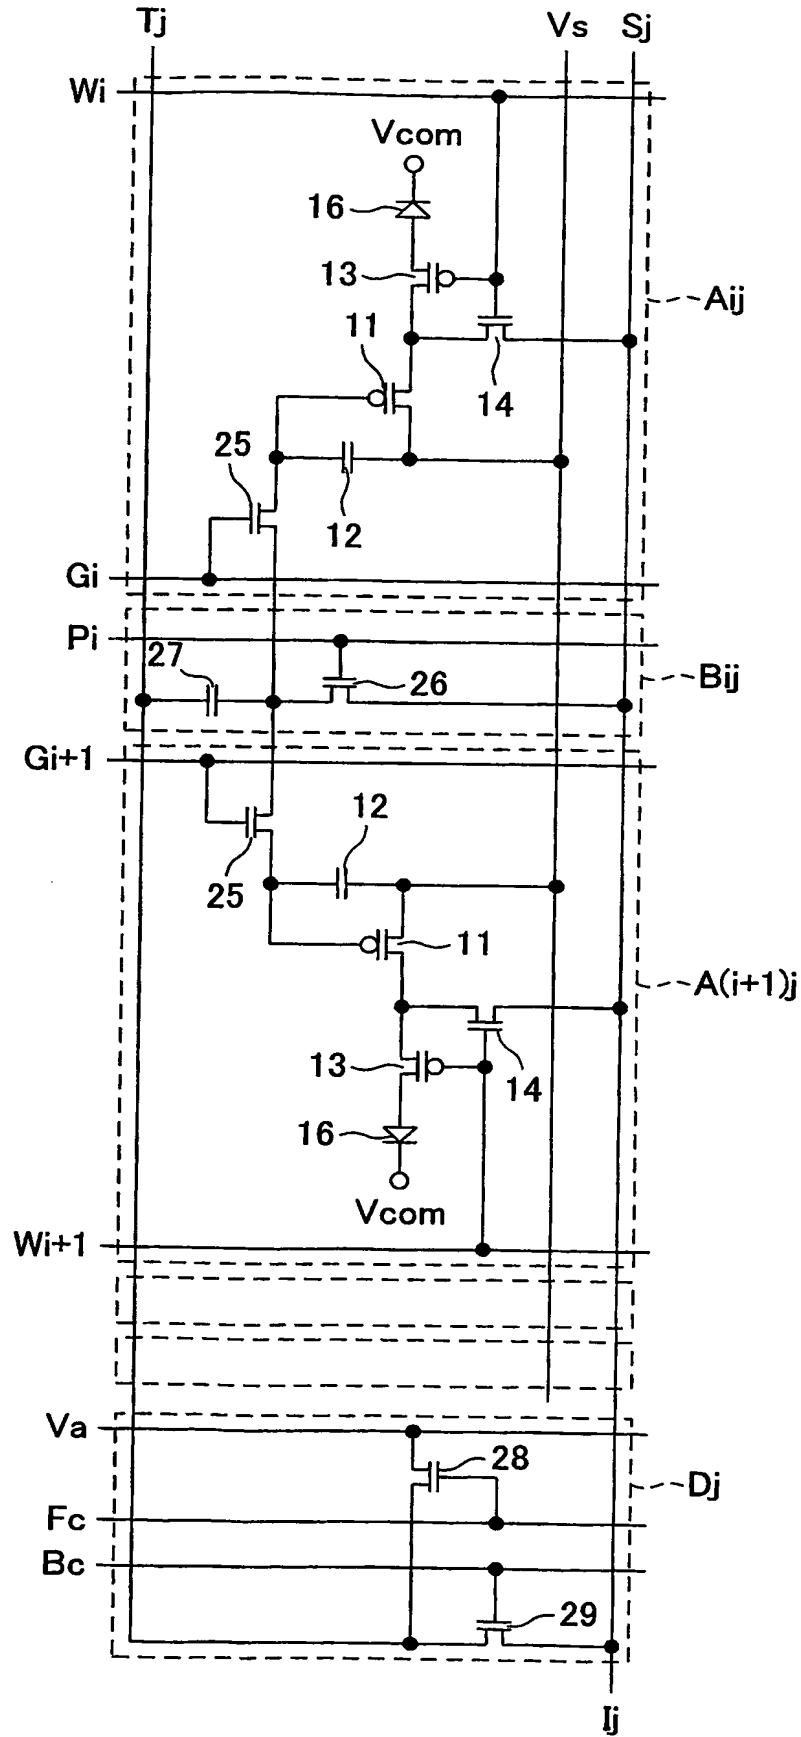 Tj Vs Sj
Wi
Vcom
16
13
Aij
11
14
25
12
Gi
Pi
27
26
Bij
Gi+1
12
25
11
A(i+1)j
13
14
16
Vcom
Wi+1
Va
28
Dj
Fc
Bc
29
Ij